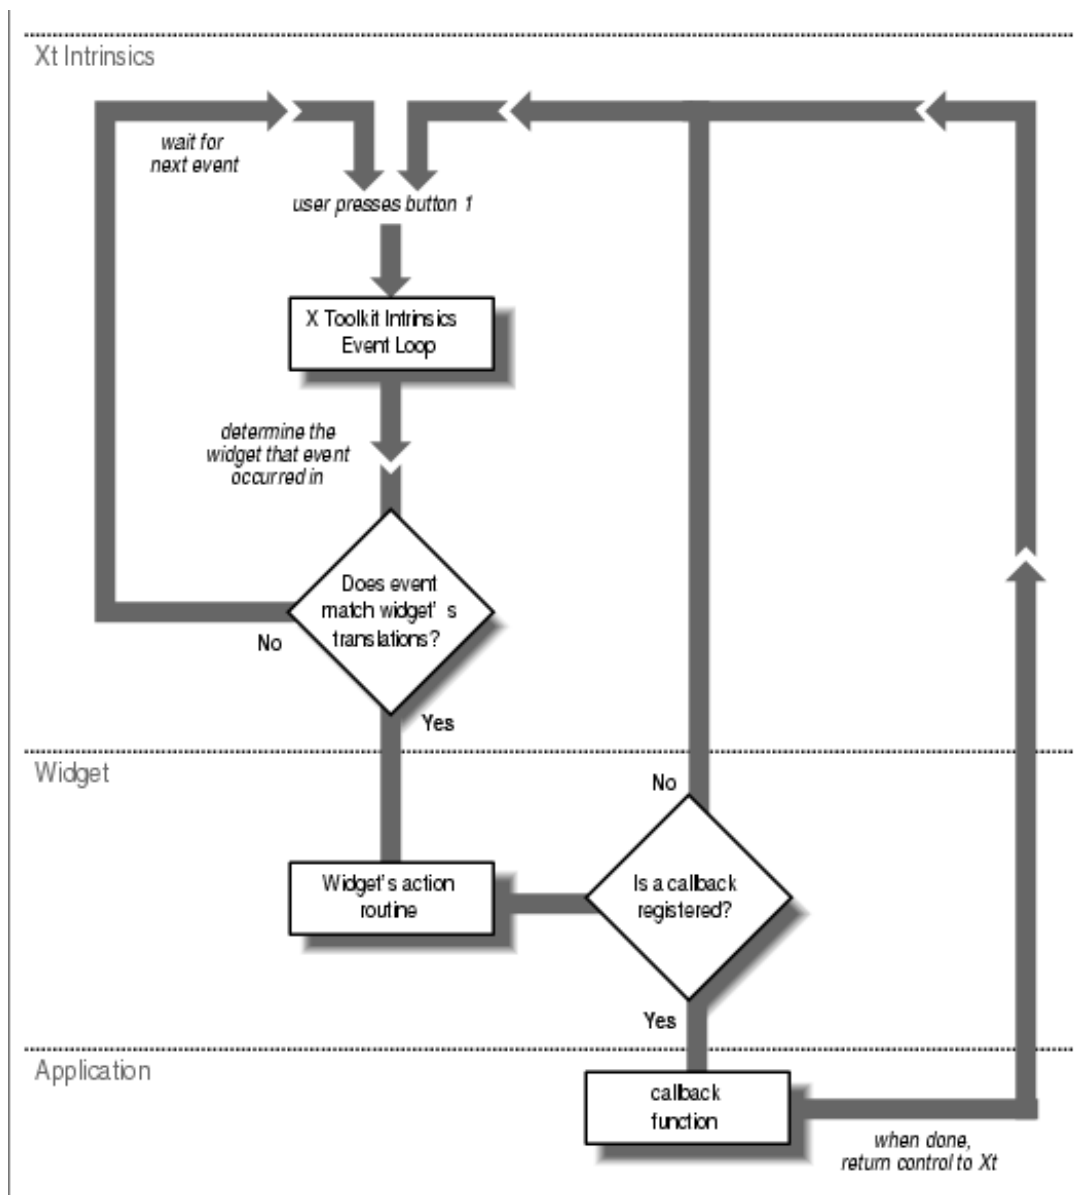 Xt Intrinsics
wait for
next event
user presses button 1
X Toolkit Intrinsics
Event Loop
determine the
widget that event
occurred in
Does event
match widget's
translations?
No
Yes
Widget
No
Widget's action
routine
Is a callback
registered?
Yes
Application
callback
function
when done,
return control to Xt